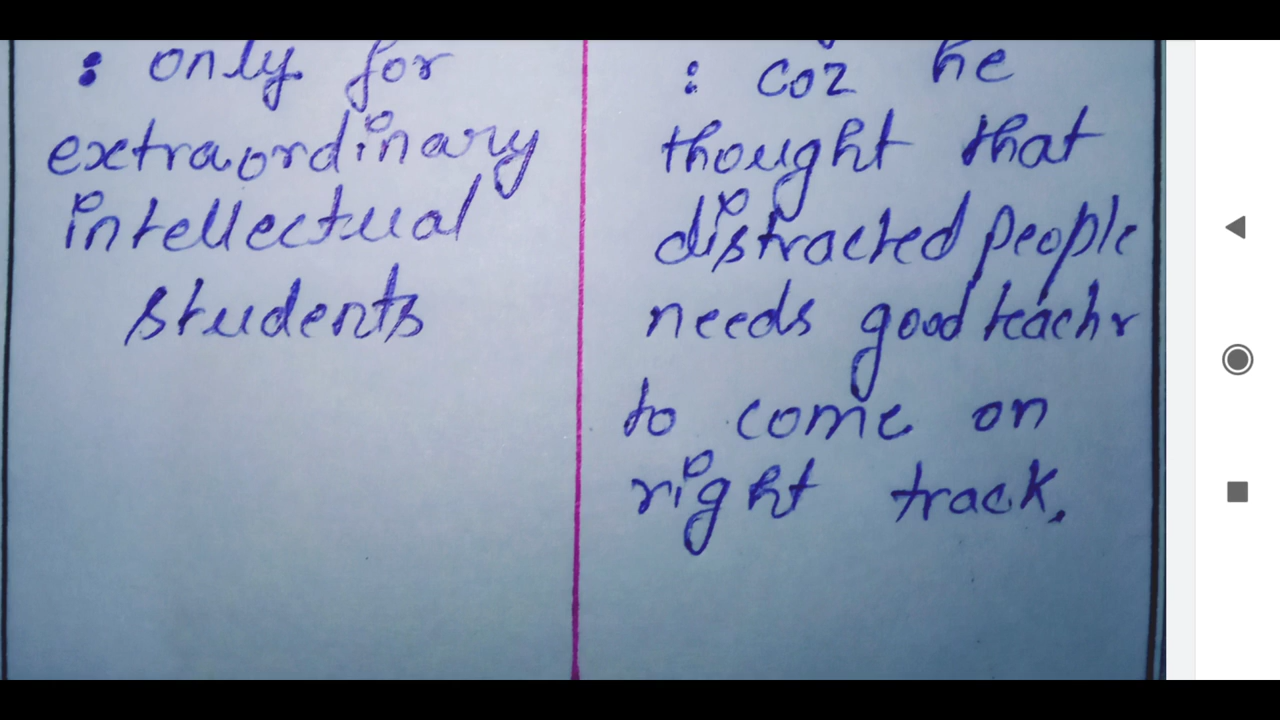 : only for
extraordinary
intellectual
students
: coz he
thought that
distracted people
needs good teachr
to come on
right track.